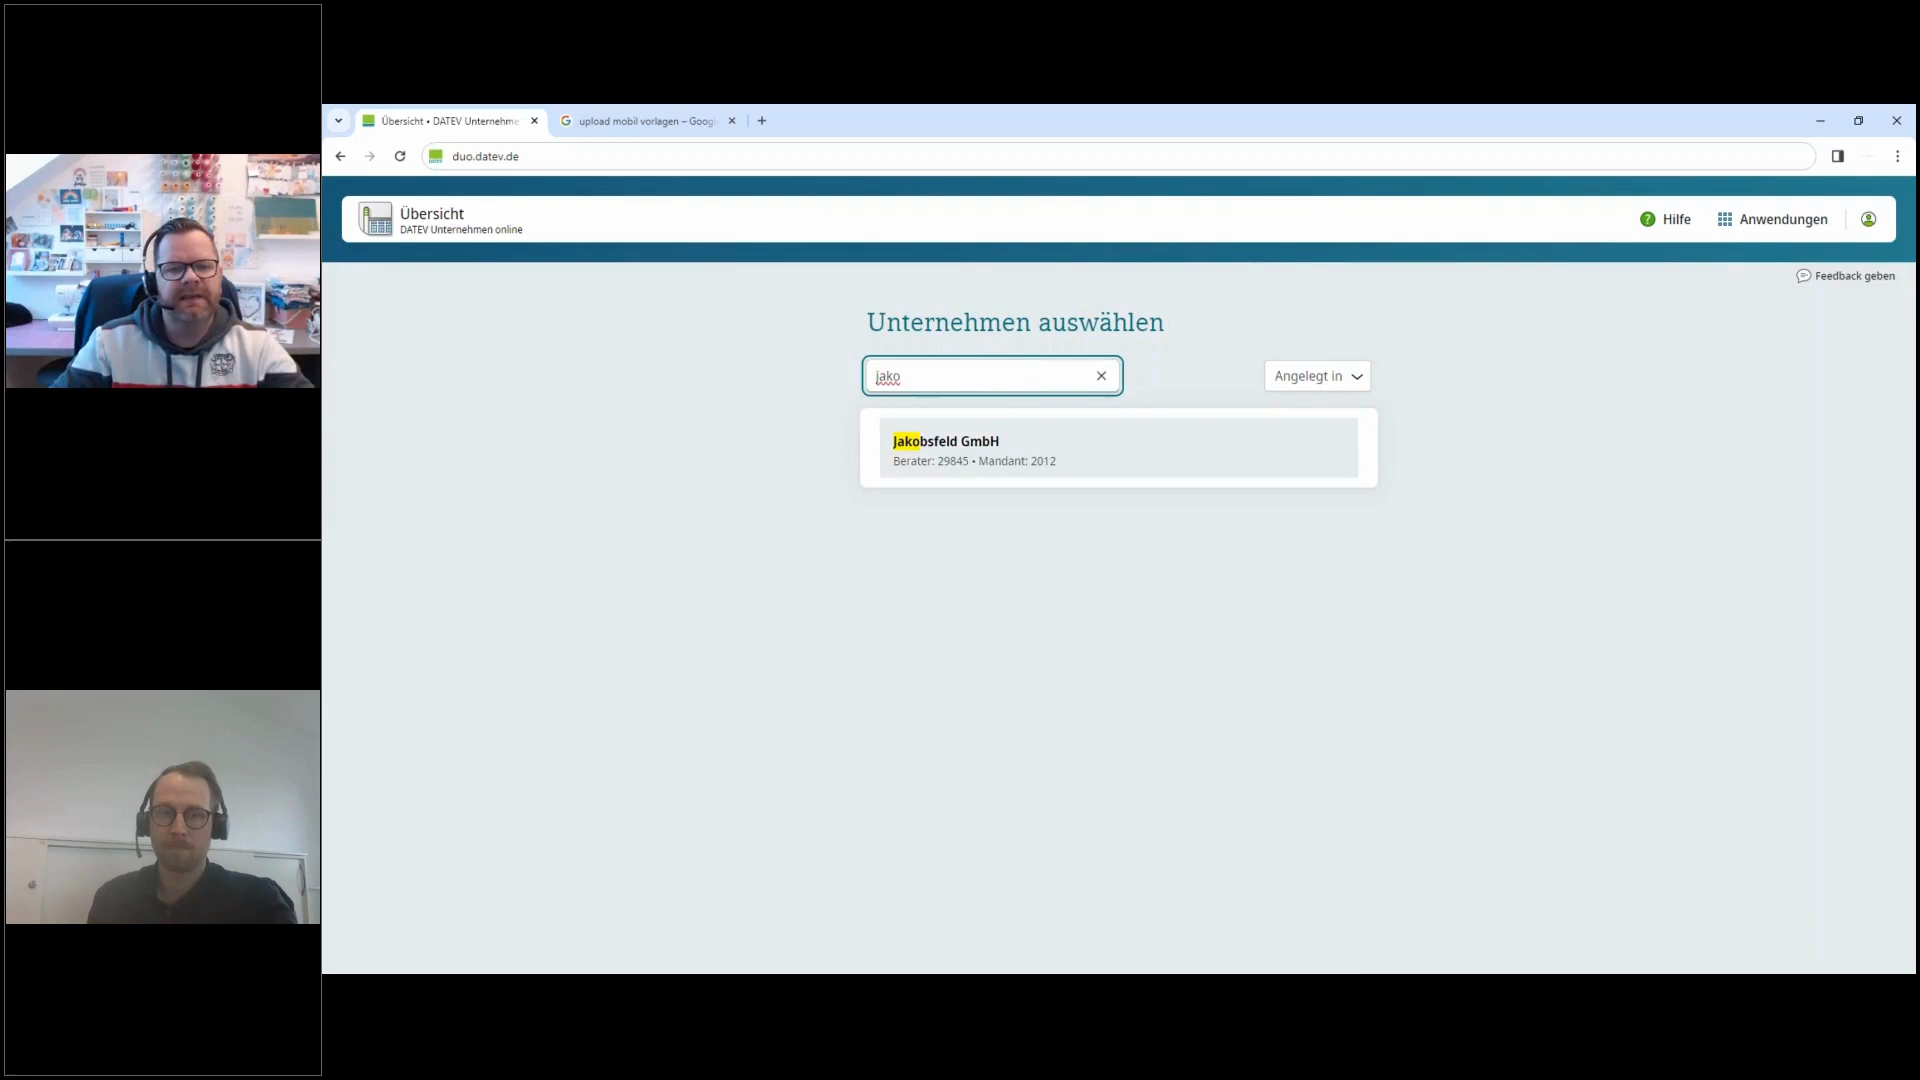 Übersicht • DATEV Unternehme
upload mobil vorlagen – Googl
duo.datev.de
Übersicht
DATEV Unternehmen online
Hilfe
Anwendungen
Feedback geben
Unternehmen auswählen
jako
Angelegt in
Jakobsfeld GmbH
Berater: 29845 • Mandant: 2012